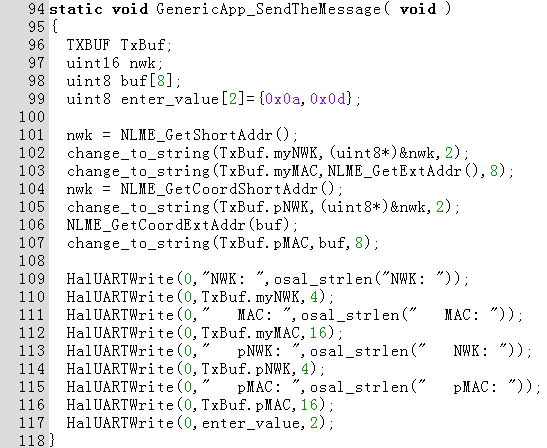 94 static void GenericApp_SendTheMessage( void )
95 {
96 TXBUF TxBuf;
97 uint16 nwk;
98 uint8 buf[8];
99 uint8 enter_value[2]={0x0a,0x0d};
100
101 nwk = NLME_GetShortAddr();
102 change_to_string(TxBuf.myNWK,(uint8*)&nwk,2);
103 change_to_string(TxBuf.myMAC,NLME_GetExtAddr(),8);
104 nwk = NLME_GetCoordShortAddr();
105 change_to_string(TxBuf.pNWK,(uint8*)&nwk,2);
106 NLME_GetCoordExtAddr(buf);
107 change_to_string(TxBuf.pMAC,buf,8);
108
109 HalUARTWrite(0,"NWK: ",osal_strlen("NWK: "));
110 HalUARTWrite(0,TxBuf.myNWK,4);
111 HalUARTWrite(0,"   MAC: ",osal_strlen("   MAC: "));
112 HalUARTWrite(0,TxBuf.myMAC,16);
113 HalUARTWrite(0,"   pNWK: ",osal_strlen("   NWK: "));
114 HalUARTWrite(0,TxBuf.pNWK,4);
115 HalUARTWrite(0,"   pMAC: ",osal_strlen("   pMAC: "));
116 HalUARTWrite(0,TxBuf.pMAC,16);
117 HalUARTWrite(0,enter_value,2);
118 }